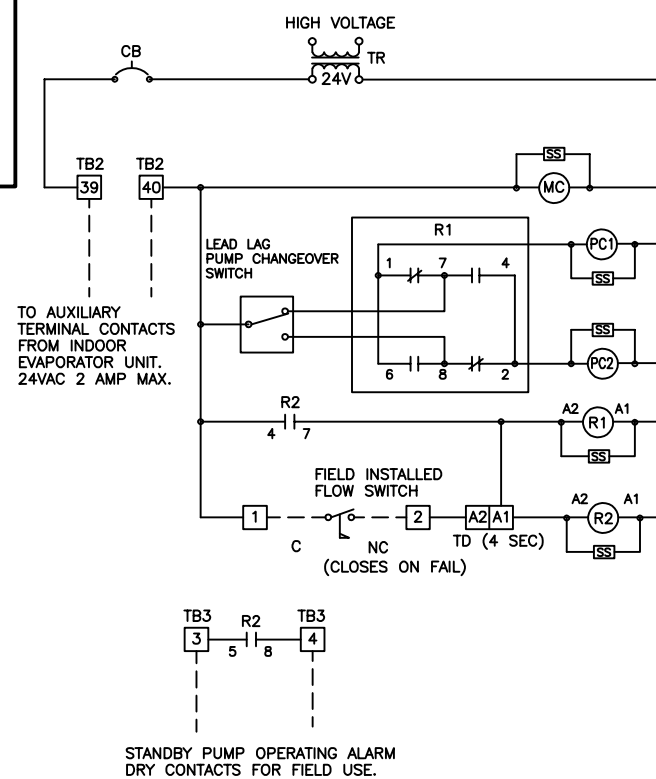 HIGH VOLTAGE
CB
TR
24V
TB2
TB2
39
40
SS
MC
R1
LEAD LAG
PUMP CHANGEOVER
SWITCH
PC1
SS
1 7 4
TO AUXILIARY
TERMINAL CONTACTS
FROM INDOOR
EVAPORATOR UNIT.
24VAC 2 AMP MAX.
SS
PC2
6 8 2
R2
4 7
A2 R1 A1
SS
FIELD INSTALLED
FLOW SWITCH
1
2
A2 A1
A2 R2 A1
SS
C NC
TD (4 SEC)
(CLOSES ON FAIL)
TB3 R2 TB3
3 4
5 8
STANDBY PUMP OPERATING ALARM
DRY CONTACTS FOR FIELD USE.